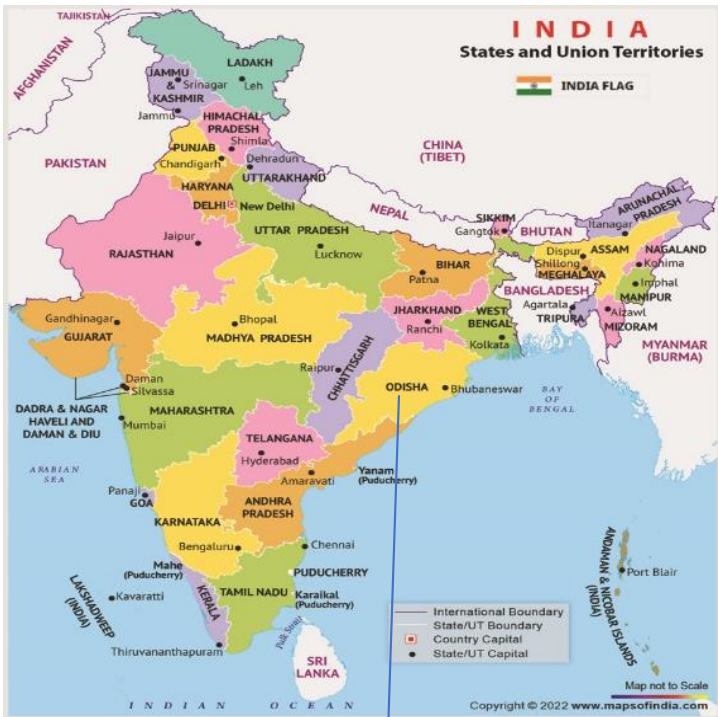 INDIA
States and Union Territories
INDIA FLAG
TAJIKISTAN
AFGHANISTAN
PAKISTAN
CHINA
(TIBET)
NEPAL
BHUTAN
BANGLADESH
MYANMAR
(BURMA)
SRI
LANKA
LADAKH
Leh
JAMMU
&
KASHMIR
Srinagar
Jammu
HIMACHAL
PRADESH
Shimla
PUNJAB
Chandigarh
Dehradun
UTTARAKHAND
HARYANA
DELHI
New Delhi
RAJASTHAN
Jaipur
UTTAR PRADESH
Lucknow
BIHAR
Patna
SIKKIM
Gangtok
ARUNACHAL
PRADESH
Itanagar
Dispur
ASSAM
Shillong
MEGHALAYA
NAGALAND
Kohima
Imphal
MANIPUR
Agartala
TRIPURA
Aizawl
MIZORAM
Gandhinagar
GUJARAT
Bhopal
MADHYA PRADESH
JHARKHAND
Ranchi
WEST
BENGAL
Kolkata
Raipur
CHHATTISGARH
ODISHA
Bhubaneswar
BAY
OF
BENGAL
Daman
Silvassa
DADRA & NAGAR
HAVELI AND
DAMAN & DIU
MAHARASHTRA
Mumbai
TELANGANA
Hyderabad
ARABIAN
SEA
Panaji
GOA
KARNATAKA
Bengaluru
Amaravati
Yanam
(Puducherry)
ANDHRA
PRADESH
Chennai
Mahe
(Puducherry)
PUDUCHERRY
TAMIL NADU
Karaikal
(Puducherry)
KERALA
Thiruvananthapuram
LAKSHADWEEP
(INDIA)
Kavaratti
Palk Strait
ANDAMAN & NICOBAR ISLANDS
(INDIA)
Port Blair
International Boundary
State/UT Boundary
Country Capital
State/UT Capital
INDIAN OCEAN
Map not to Scale
Copyright © 2022 www.mapsofindia.com